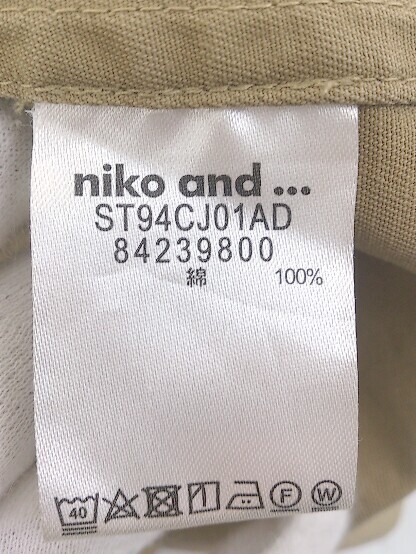 niko and ...
ST94CJ01AD
84239800
綿 100%
40 F W